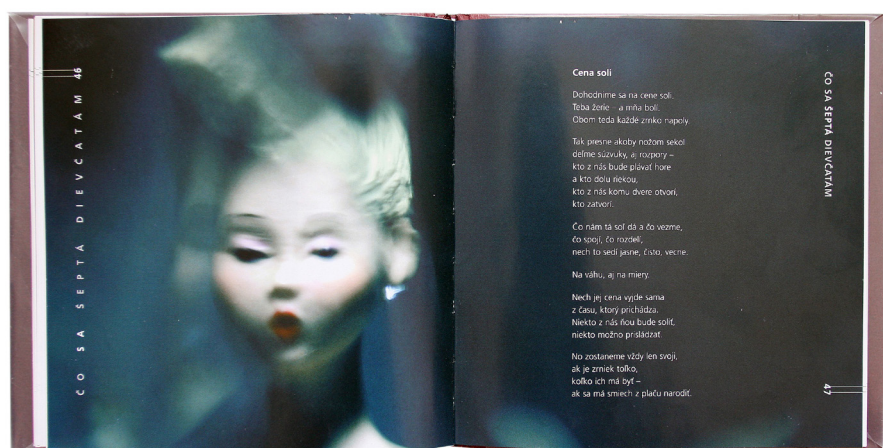 46
ČO SA ŠEPTÁ DIEVČATÁM
Cena soli
Dohodnime sa na cene soli.
Teba žerie – a mňa bolí.
Obom teda každé zrnko napoly.
Tak presne akoby nožom sekol
deľme súzvuky, aj rozpory –
kto z nás bude plávať hore
a kto dolu riekou,
kto z nás komu dvere otvorí,
kto zatvorí.
Čo nám tá soľ dá a čo vezme,
čo spojí, čo rozdelí,
nech to sedí jasne, čisto, vecne.
Na váhu, aj na miery.
Nech jej cena vyjde sama
z času, ktorý prichádza.
Niekto z nás ňou bude soliť,
niekto možno prisládzať.
No zostaneme vždy len svoji,
ak je zrniek toľko,
koľko ich má byť –
ak sa má smiech z plaču narodiť.
ČO SA ŠEPTÁ DIEVČATÁM
47